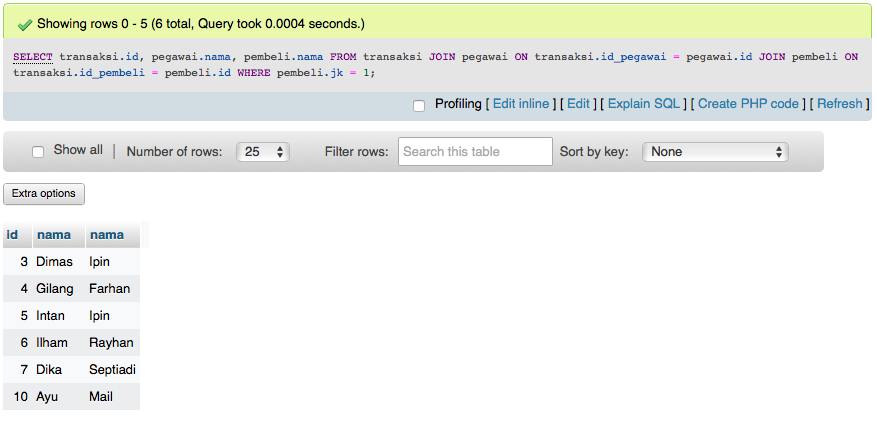 Showing rows 0 - 5 (6 total, Query took 0.0004 seconds.)
SELECT transaksi.id, pegawai.nama, pembeli.nama FROM transaksi JOIN pegawai ON transaksi.id_pegawai = pegawai.id JOIN pembeli ON
transaksi.id_pembeli = pembeli.id WHERE pembeli.jk = 1;
Profiling [ Edit inline ] [ Edit ] [ Explain SQL ] [ Create PHP code ] [ Refresh ]
Show all | Number of rows: 25 Filter rows: Search this table Sort by key: None
Extra options
id nama nama
3 Dimas Ipin
4 Gilang Farhan
5 Intan Ipin
6 Ilham Rayhan
7 Dika Septiadi
10 Ayu Mail